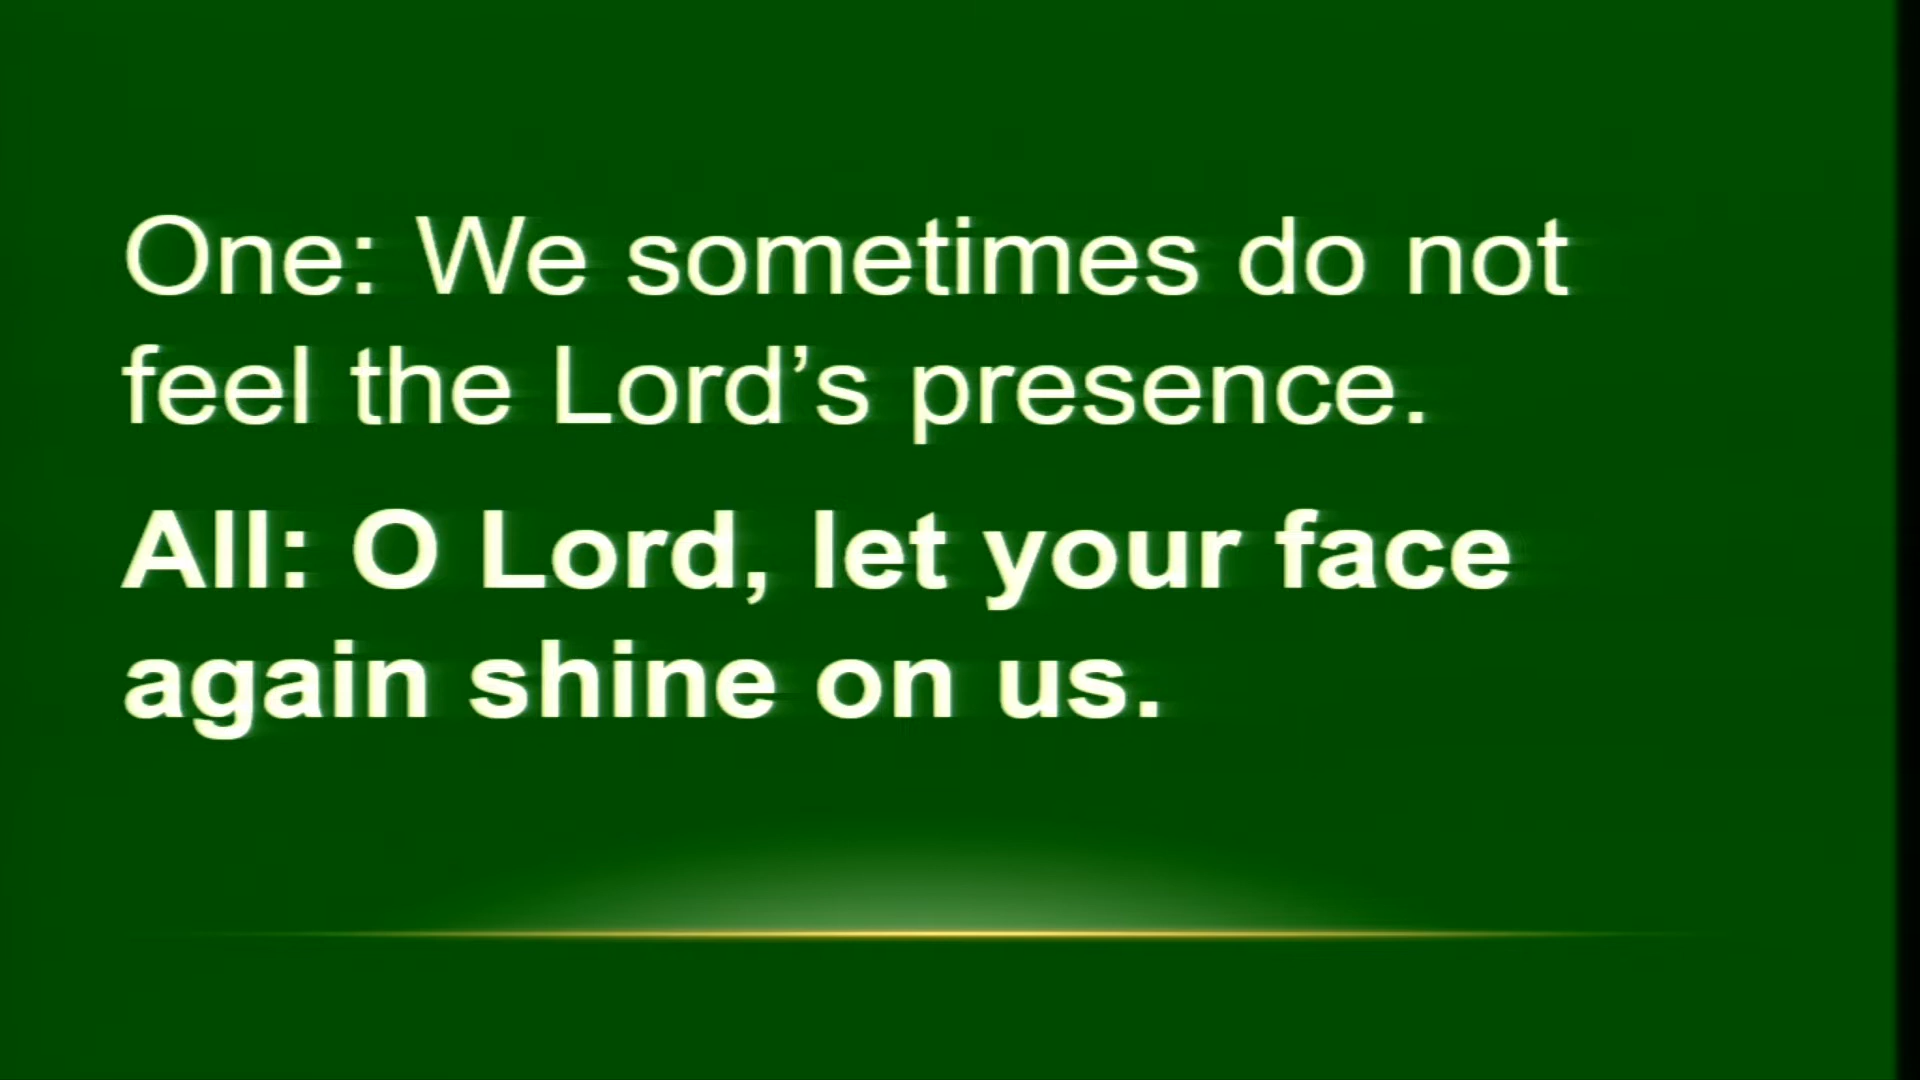 One: We sometimes do not
feel the Lord’s presence.
All: O Lord, let your face
again shine on us.